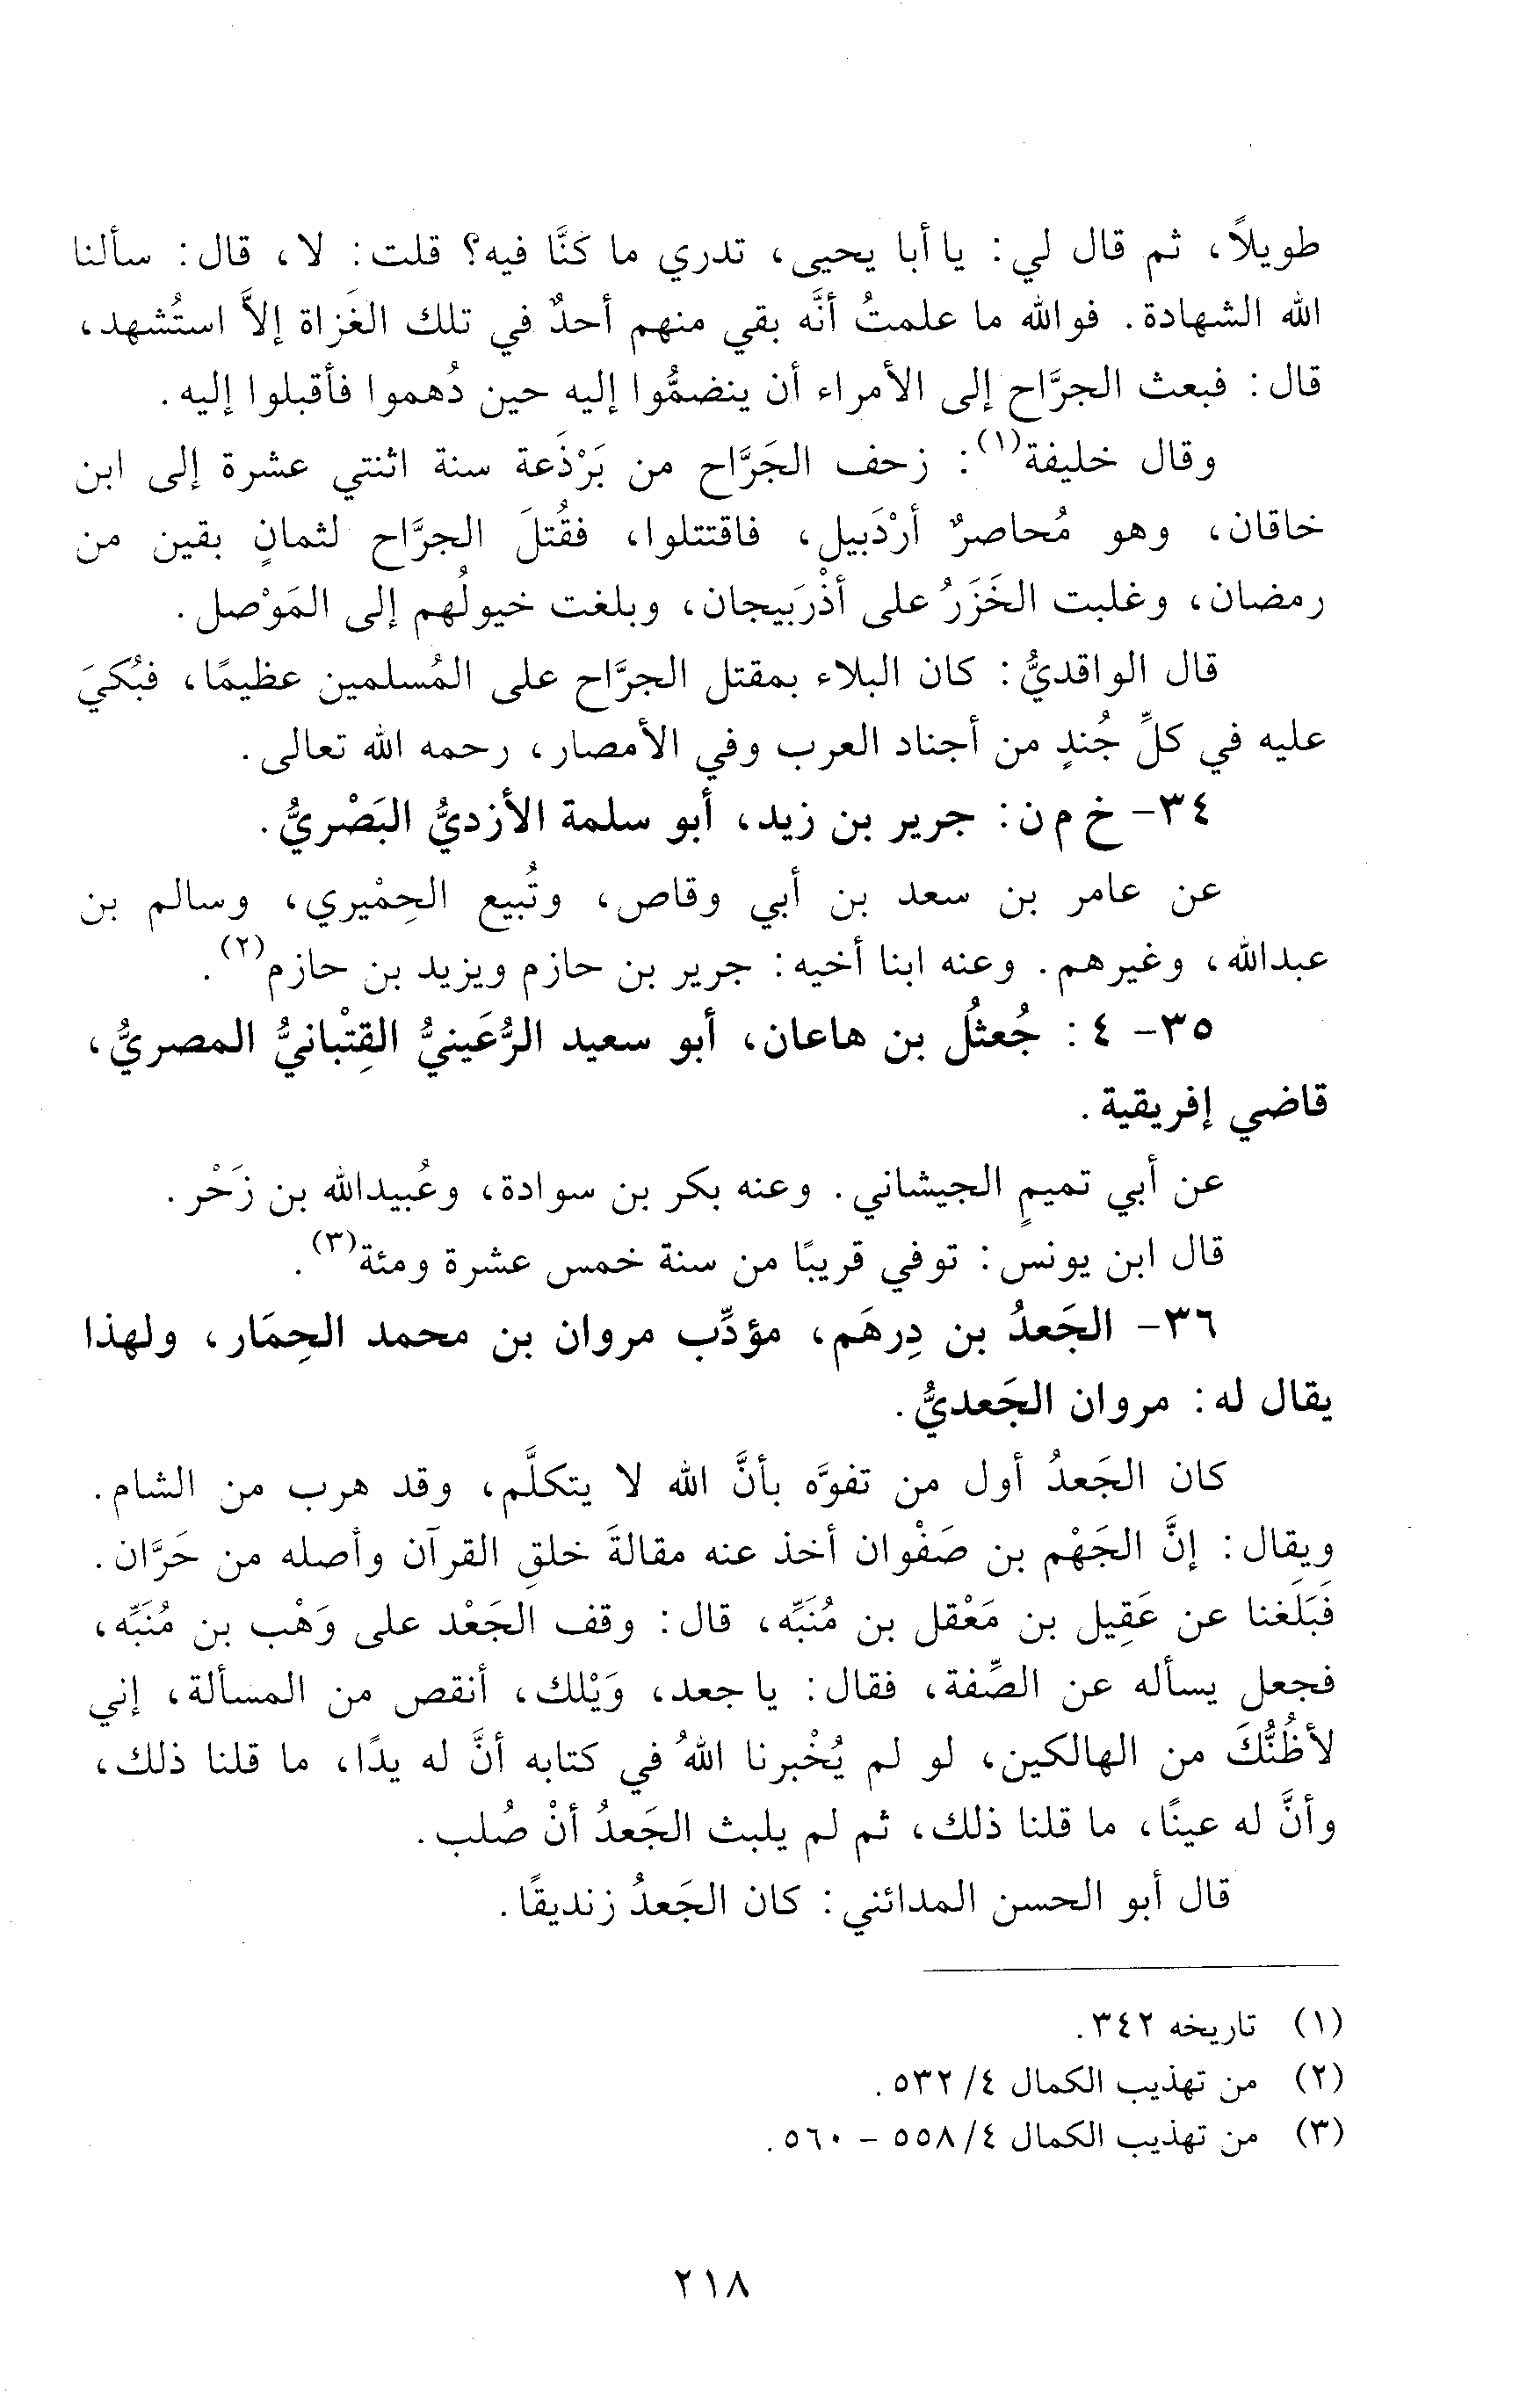 طويلاً، ثم قال لي: يا أبا يحيى، تدري ما كنَّا فيه؟ قلت: لا، قال: سألنا
الله الشهادة. فوالله ما علمتُ أنَّه بقي منهم أحدٌ في تلك الغَزاة إلاَّ استُشهد،
قال: فبعث الجرَّاح إلى الأمراء أن ينضمُّوا إليه حين دُهموا فأقبلوا إليه.
وقال خليفة(١): زحف الجَرَّاح من بَرْذَعة سنة اثنتي عشرة إلى ابن
خاقان، وهو مُحاصرٌ أرْدَبيل، فاقتتلوا، فقُتلَ الجرَّاح لثمانٍ بقين من
رمضان، وغلبت الخَزَرُ على أذْرَبيجان، وبلغت خيولُهم إلى المَوْصل.
قال الواقديُّ: كان البلاء بمقتل الجرَّاح على المُسلمين عظيمًا، فبُكيَ
عليه في كلِّ جُندٍ من أجناد العرب وفي الأمصار، رحمه الله تعالى.
٣٤- خ م ن: جرير بن زيد، أبو سلمة الأزديُّ البَصْريُّ.
عن عامر بن سعد بن أبي وقاص، وتُبيع الحِمْيري، وسالم بن
عبدالله، وغيرهم. وعنه ابنا أخيه: جرير بن حازم ويزيد بن حازم(٢).
٣٥- ٤: جُعثُل بن هاعان، أبو سعيد الرُّعَينيُّ القِتْبانيُّ المصريُّ،
قاضي إفريقية.
عن أبي تميمٍ الجيشاني. وعنه بكر بن سوادة، وعُبيدالله بن زَحْر.
قال ابن يونس: توفي قريبًا من سنة خمس عشرة ومئة(٣).
٣٦- الجَعدُ بن دِرهَم، مؤدِّب مروان بن محمد الحِمَار، ولهذا
يقال له: مروان الجَعديُّ.
كان الجَعدُ أول من تفوَّه بأنَّ الله لا يتكلَّم، وقد هرب من الشام.
ويقال: إنَّ الجَهْم بن صَفْوان أخذ عنه مقالةَ خلقِ القرآن وأصله من حَرَّان.
فَبَلَغنا عن عَقِيل بن مَعْقل بن مُنَبِّه، قال: وقف الجَعْد على وَهْب بن مُنَبِّه،
فجعل يسأله عن الصِّفة، فقال: يا جعد، وَيْلك، أنقص من المسألة، إني
لأظُنُّكَ من الهالكين، لو لم يُخْبرنا اللهُ في كتابه أنَّ له يدًا، ما قلنا ذلك،
وأنَّ له عينًا، ما قلنا ذلك، ثم لم يلبث الجَعدُ أنْ صُلب.
قال أبو الحسن المدائني: كان الجَعدُ زنديقًا.
(١) تاريخه ٣٤٢.
(٢) من تهذيب الكمال ٤/ ٥٣٢.
(٣) من تهذيب الكمال ٤/ ٥٥٨ - ٥٦٠.
٢١٨